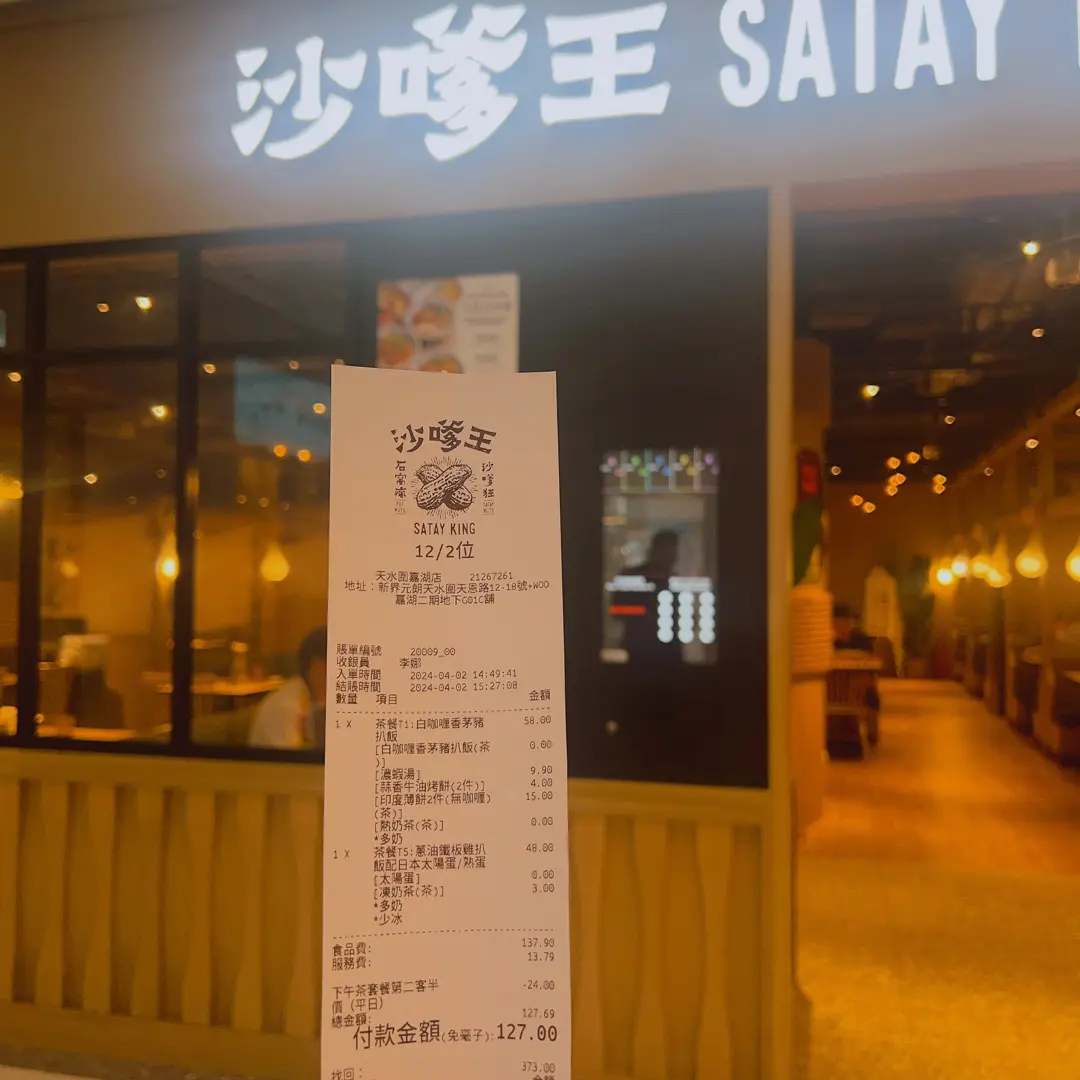 沙嗲王 SATAY
沙嗲王
石窩廬 沙嗲狂
SATAY KING
12/2位
天水圍嘉湖店 21267261
地址：新界元朗天水圍天恩路12-18號+WOO
嘉湖二期地下G01C舖
賬單編號 20009_00
收銀員 李娜
入單時間 2024-04-02 14:49:41
結賬時間 2024-04-02 15:27:08
數量 項目 金額
1 X 茶餐T1:白咖喱香茅豬 58.00
扒飯
[白咖喱香茅豬扒飯(茶 0.00
)]
[濃蝦湯] 9.90
[蒜香牛油烤餅(2件)] 4.00
[印度薄餅2件(無咖喱) 15.00
(茶)]
[熱奶茶(茶)] 0.00
*多奶
1 X 茶餐T5:蔥油鐵板雞扒 48.00
飯配日本太陽蛋/熟蛋
[太陽蛋] 0.00
[凍奶茶(茶)] 3.00
*多奶
*少冰
食品費: 137.90
服務費: 13.79
下午茶套餐第二客半 -24.00
價 (平日)
總金額: 127.69
付款金額(免毫子):127.00
找回: 373.00